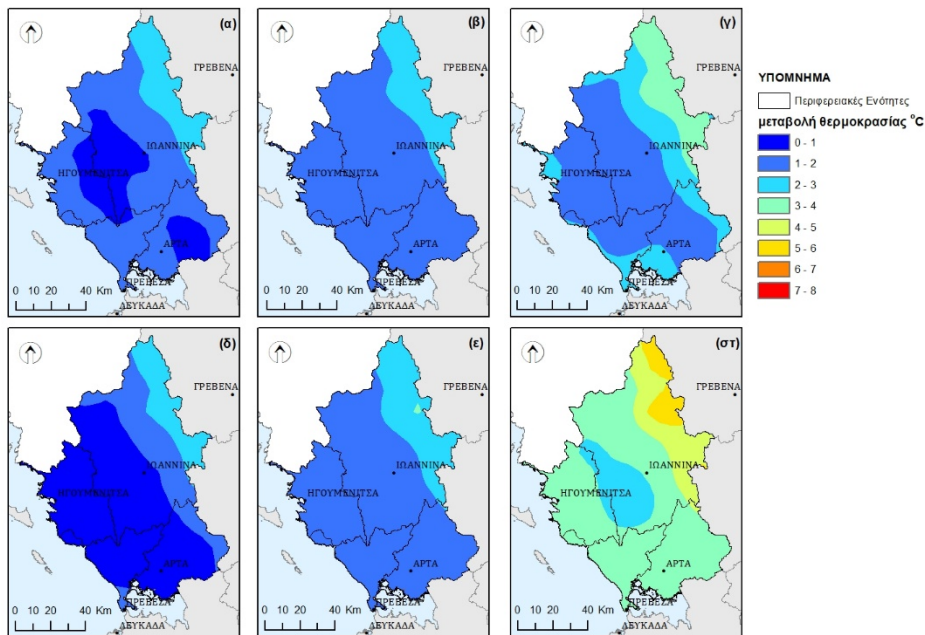 (α)
ΓΡΕΒΕΝΑ
ΙΩΑΝΝΙΝΑ
ΗΓΟΥΜΕΝΙΤΣΑ
ΑΡΤΑ
ΠΡΕΒΕΖΑ
0 10 20 40 Km
ΛΕΥΚΑΔΑ
(β)
ΓΡΕΒΕΝΑ
ΙΩΑΝΝΙΝΑ
ΗΓΟΥΜΕΝΙΤΣΑ
ΑΡΤΑ
ΠΡΕΒΕΖΑ
0 10 20 40 Km
ΛΕΥΚΑΔΑ
(γ)
ΓΡΕΒΕΝΑ
ΙΩΑΝΝΙΝΑ
ΗΓΟΥΜΕΝΙΤΣΑ
ΑΡΤΑ
ΠΡΕΒΕΖΑ
0 10 20 40 Km
ΛΕΥΚΑΔΑ
ΥΠΟΜΝΗΜΑ
Περιφερειακές Ενότητες
μεταβολή θερμοκρασίας °C
0 - 1
1 - 2
2 - 3
3 - 4
4 - 5
5 - 6
6 - 7
7 - 8
(δ)
ΓΡΕΒΕΝΑ
ΙΩΑΝΝΙΝΑ
ΗΓΟΥΜΕΝΙΤΣΑ
ΑΡΤΑ
ΠΡΕΒΕΖΑ
0 10 20 40 Km
ΛΕΥΚΑΔΑ
(ε)
ΓΡΕΒΕΝΑ
ΙΩΑΝΝΙΝΑ
ΗΓΟΥΜΕΝΙΤΣΑ
ΑΡΤΑ
ΠΡΕΒΕΖΑ
0 10 20 40 Km
ΛΕΥΚΑΔΑ
(στ)
ΓΡΕΒΕΝΑ
ΙΩΑΝΝΙΝΑ
ΗΓΟΥΜΕΝΙΤΣΑ
ΑΡΤΑ
ΠΡΕΒΕΖΑ
0 10 20 40 Km
ΛΕΥΚΑΔΑ